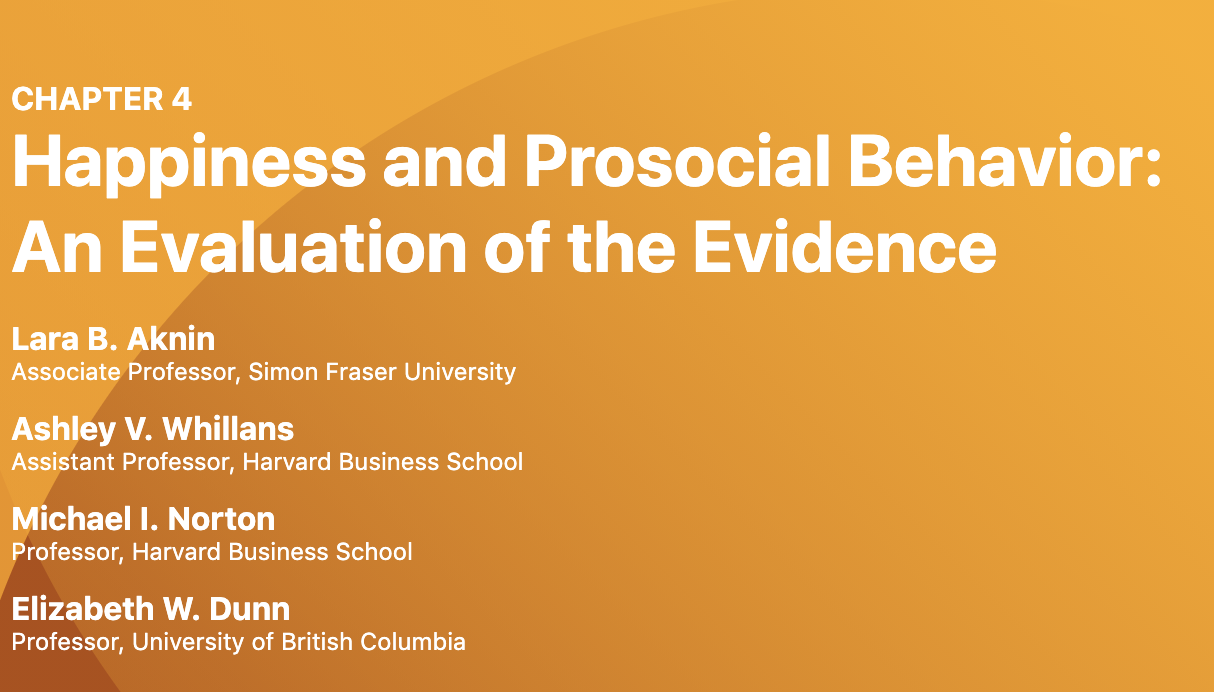 CHAPTER 4
Happiness and Prosocial Behavior:
An Evaluation of the Evidence
Lara B. Aknin
Associate Professor, Simon Fraser University
Ashley V. Whillans
Assistant Professor, Harvard Business School
Michael I. Norton
Professor, Harvard Business School
Elizabeth W. Dunn
Professor, University of British Columbia